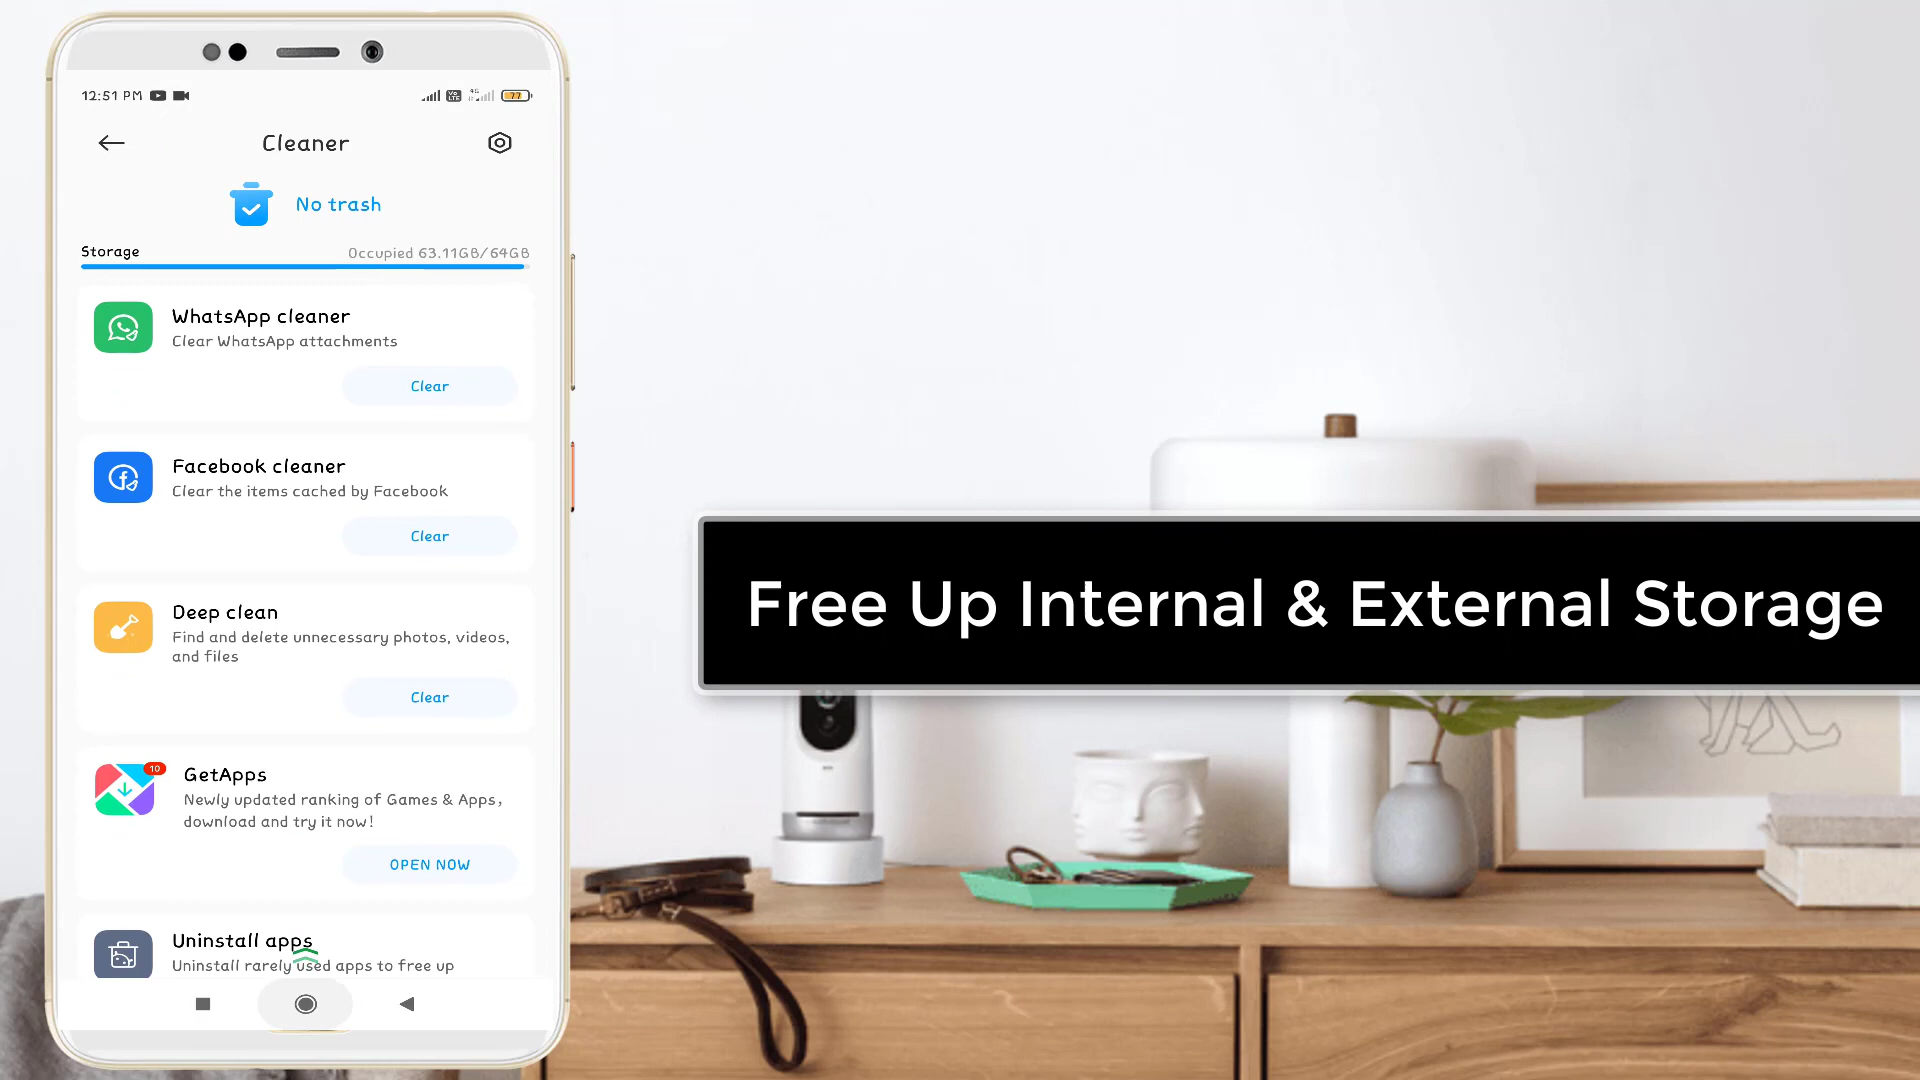 12:51 PM
77
Cleaner
No trash
Storage
Occupied 63.11GB/64GB
WhatsApp cleaner
Clear WhatsApp attachments
Clear
Facebook cleaner
Clear the items cached by Facebook
Clear
Deep clean
Find and delete unnecessary photos, videos,
and files
Clear
10
GetApps
Newly updated ranking of Games & Apps,
download and try it now!
OPEN NOW
Uninstall apps
Uninstall rarely used apps to free up
Free Up Internal & External Storage